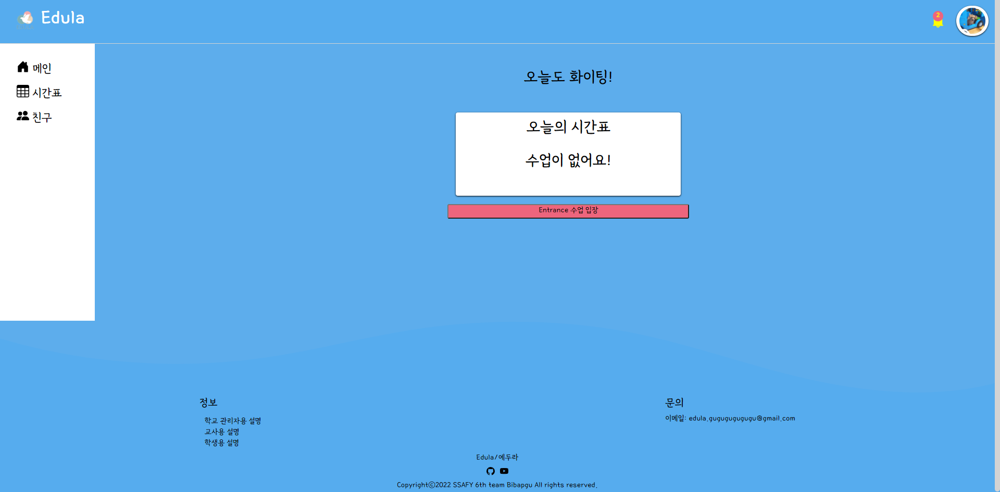 Edula
2
메인
시간표
친구
오늘도 화이팅!
오늘의 시간표
수업이 없어요!
Entrance 수업 입장
정보
학교 관리자용 설명
교사용 설명
학생용 설명
문의
이메일: edula.gugugugugugu@gmail.com
Edula/에두라
Copyrightⓒ2022 SSAFY 6th team Bibapgu All rights reserved.